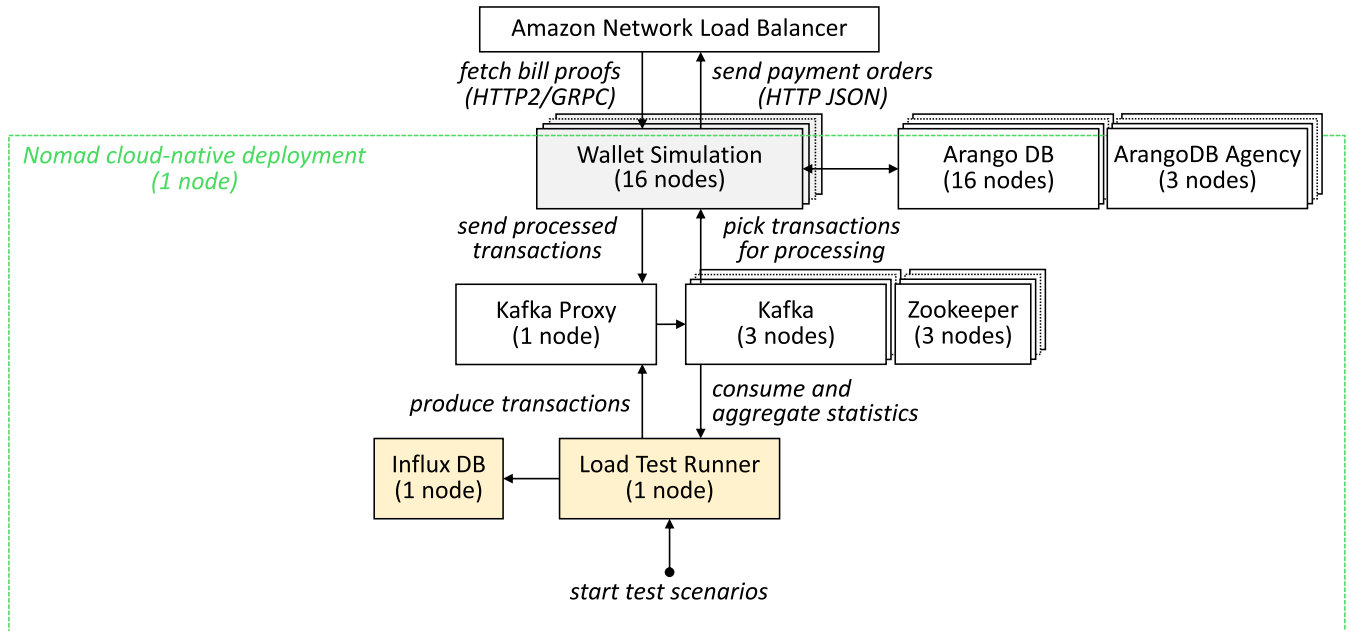 Amazon Network Load Balancer
fetch bill proofs
(HTTP2/GRPC)
send payment orders
(HTTP JSON)
Nomad cloud-native deployment
(1 node)
Wallet Simulation
(16 nodes)
Arango DB
(16 nodes)
ArangoDB Agency
(3 nodes)
send processed
transactions
pick transactions
for processing
Kafka Proxy
(1 node)
Kafka
(3 nodes)
Zookeeper
(3 nodes)
produce transactions
consume and
aggregate statistics
Influx DB
(1 node)
Load Test Runner
(1 node)
start test scenarios